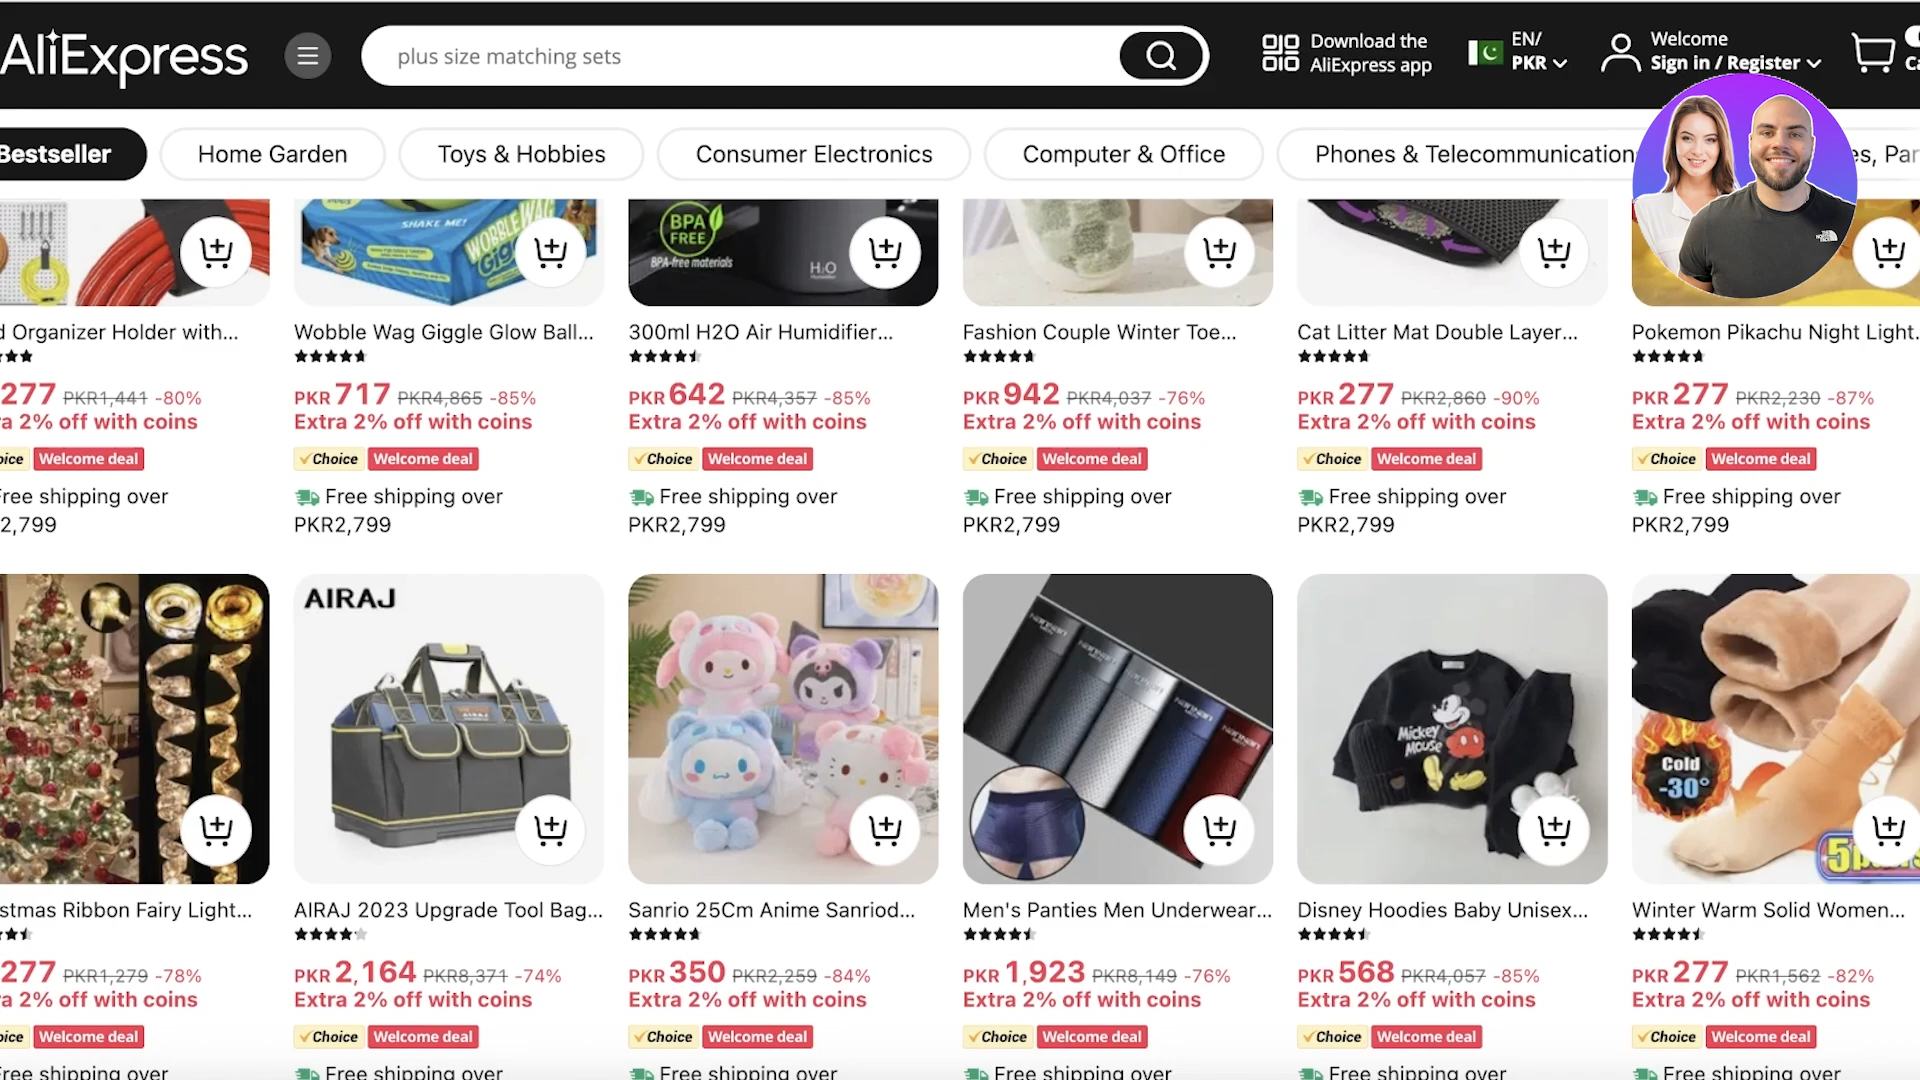 AliExpress
plus size matching sets
Download the
AliExpress app
EN/
PKR
Welcome
Sign in / Register
Bestseller
Home Garden
Toys & Hobbies
Consumer Electronics
Computer & Office
Phones & Telecommunication
es, Par
SHAKE ME!
WOBBLE WAG
BPA
FREE
BPA-free materials
H2O
d Organizer Holder with...
Wobble Wag Giggle Glow Ball...
300ml H2O Air Humidifier...
Fashion Couple Winter Toe...
Cat Litter Mat Double Layer...
Pokemon Pikachu Night Light.
277 PKR1,441 -80%
PKR 717 PKR4,865 -85%
PKR 642 PKR4,357 -85%
PKR 942 PKR4,037 -76%
PKR 277 PKR2,860 -90%
PKR 277 PKR2,230 -87%
a 2% off with coins
Extra 2% off with coins
Extra 2% off with coins
Extra 2% off with coins
Extra 2% off with coins
Extra 2% off with coins
oice Welcome deal
Choice Welcome deal
Choice Welcome deal
Choice Welcome deal
Choice Welcome deal
Choice Welcome deal
Free shipping over
Free shipping over
Free shipping over
Free shipping over
Free shipping over
Free shipping over
2,799
PKR2,799
PKR2,799
PKR2,799
PKR2,799
PKR2,799
AIRAJ
AIRAJ
Mickey
Mouse
Cold
-30°
stmas Ribbon Fairy Light...
AIRAJ 2023 Upgrade Tool Bag...
Sanrio 25Cm Anime Sanriod...
Men's Panties Men Underwear...
Disney Hoodies Baby Unisex...
Winter Warm Solid Women...
277 PKR1,279 -78%
PKR 2,164 PKR8,371 -74%
PKR 350 PKR2,259 -84%
PKR 1,923 PKR8,149 -76%
PKR 568 PKR4,057 -85%
PKR 277 PKR1,562 -82%
a 2% off with coins
Extra 2% off with coins
Extra 2% off with coins
Extra 2% off with coins
Extra 2% off with coins
Extra 2% off with coins
oice Welcome deal
Choice Welcome deal
Choice Welcome deal
Choice Welcome deal
Choice Welcome deal
Choice Welcome deal
Free shipping over
Free shipping over
Free shipping over
Free shipping over
Free shipping over
Free shipping over